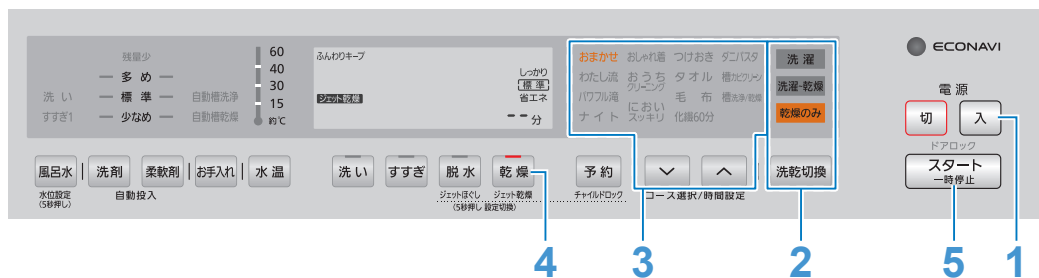 ECONAVI
残量少
多 め
標 準
少なめ
洗 い
すすぎ1
自動槽洗浄
自動槽乾燥
60
40
30
15
約℃
ふんわりキープ
しっかり
標 準
省エネ
ジェット乾燥
--分
おまかせ おしゃれ着 つけおき ダニバスタ
わたし流 おうちクリーニング タオル 槽カビクリーン
パワフル滝 においスッキリ 毛 布 槽洗浄/乾燥
ナイト 化繊60分
洗 濯
洗濯-乾燥
乾燥のみ
電 源
切 入
ドアロック
スタート
一時停止
風呂水 洗剤 柔軟剤 お手入れ 水 温
水位設定
(5秒押し)
自動投入
洗 い すすぎ 脱 水 乾 燥
ジェットほぐし ジェット乾燥
(5秒押し 設定切換)
予 約
チャイルドロック
コース選択/時間設定
洗乾切換
4 3 2 5 1